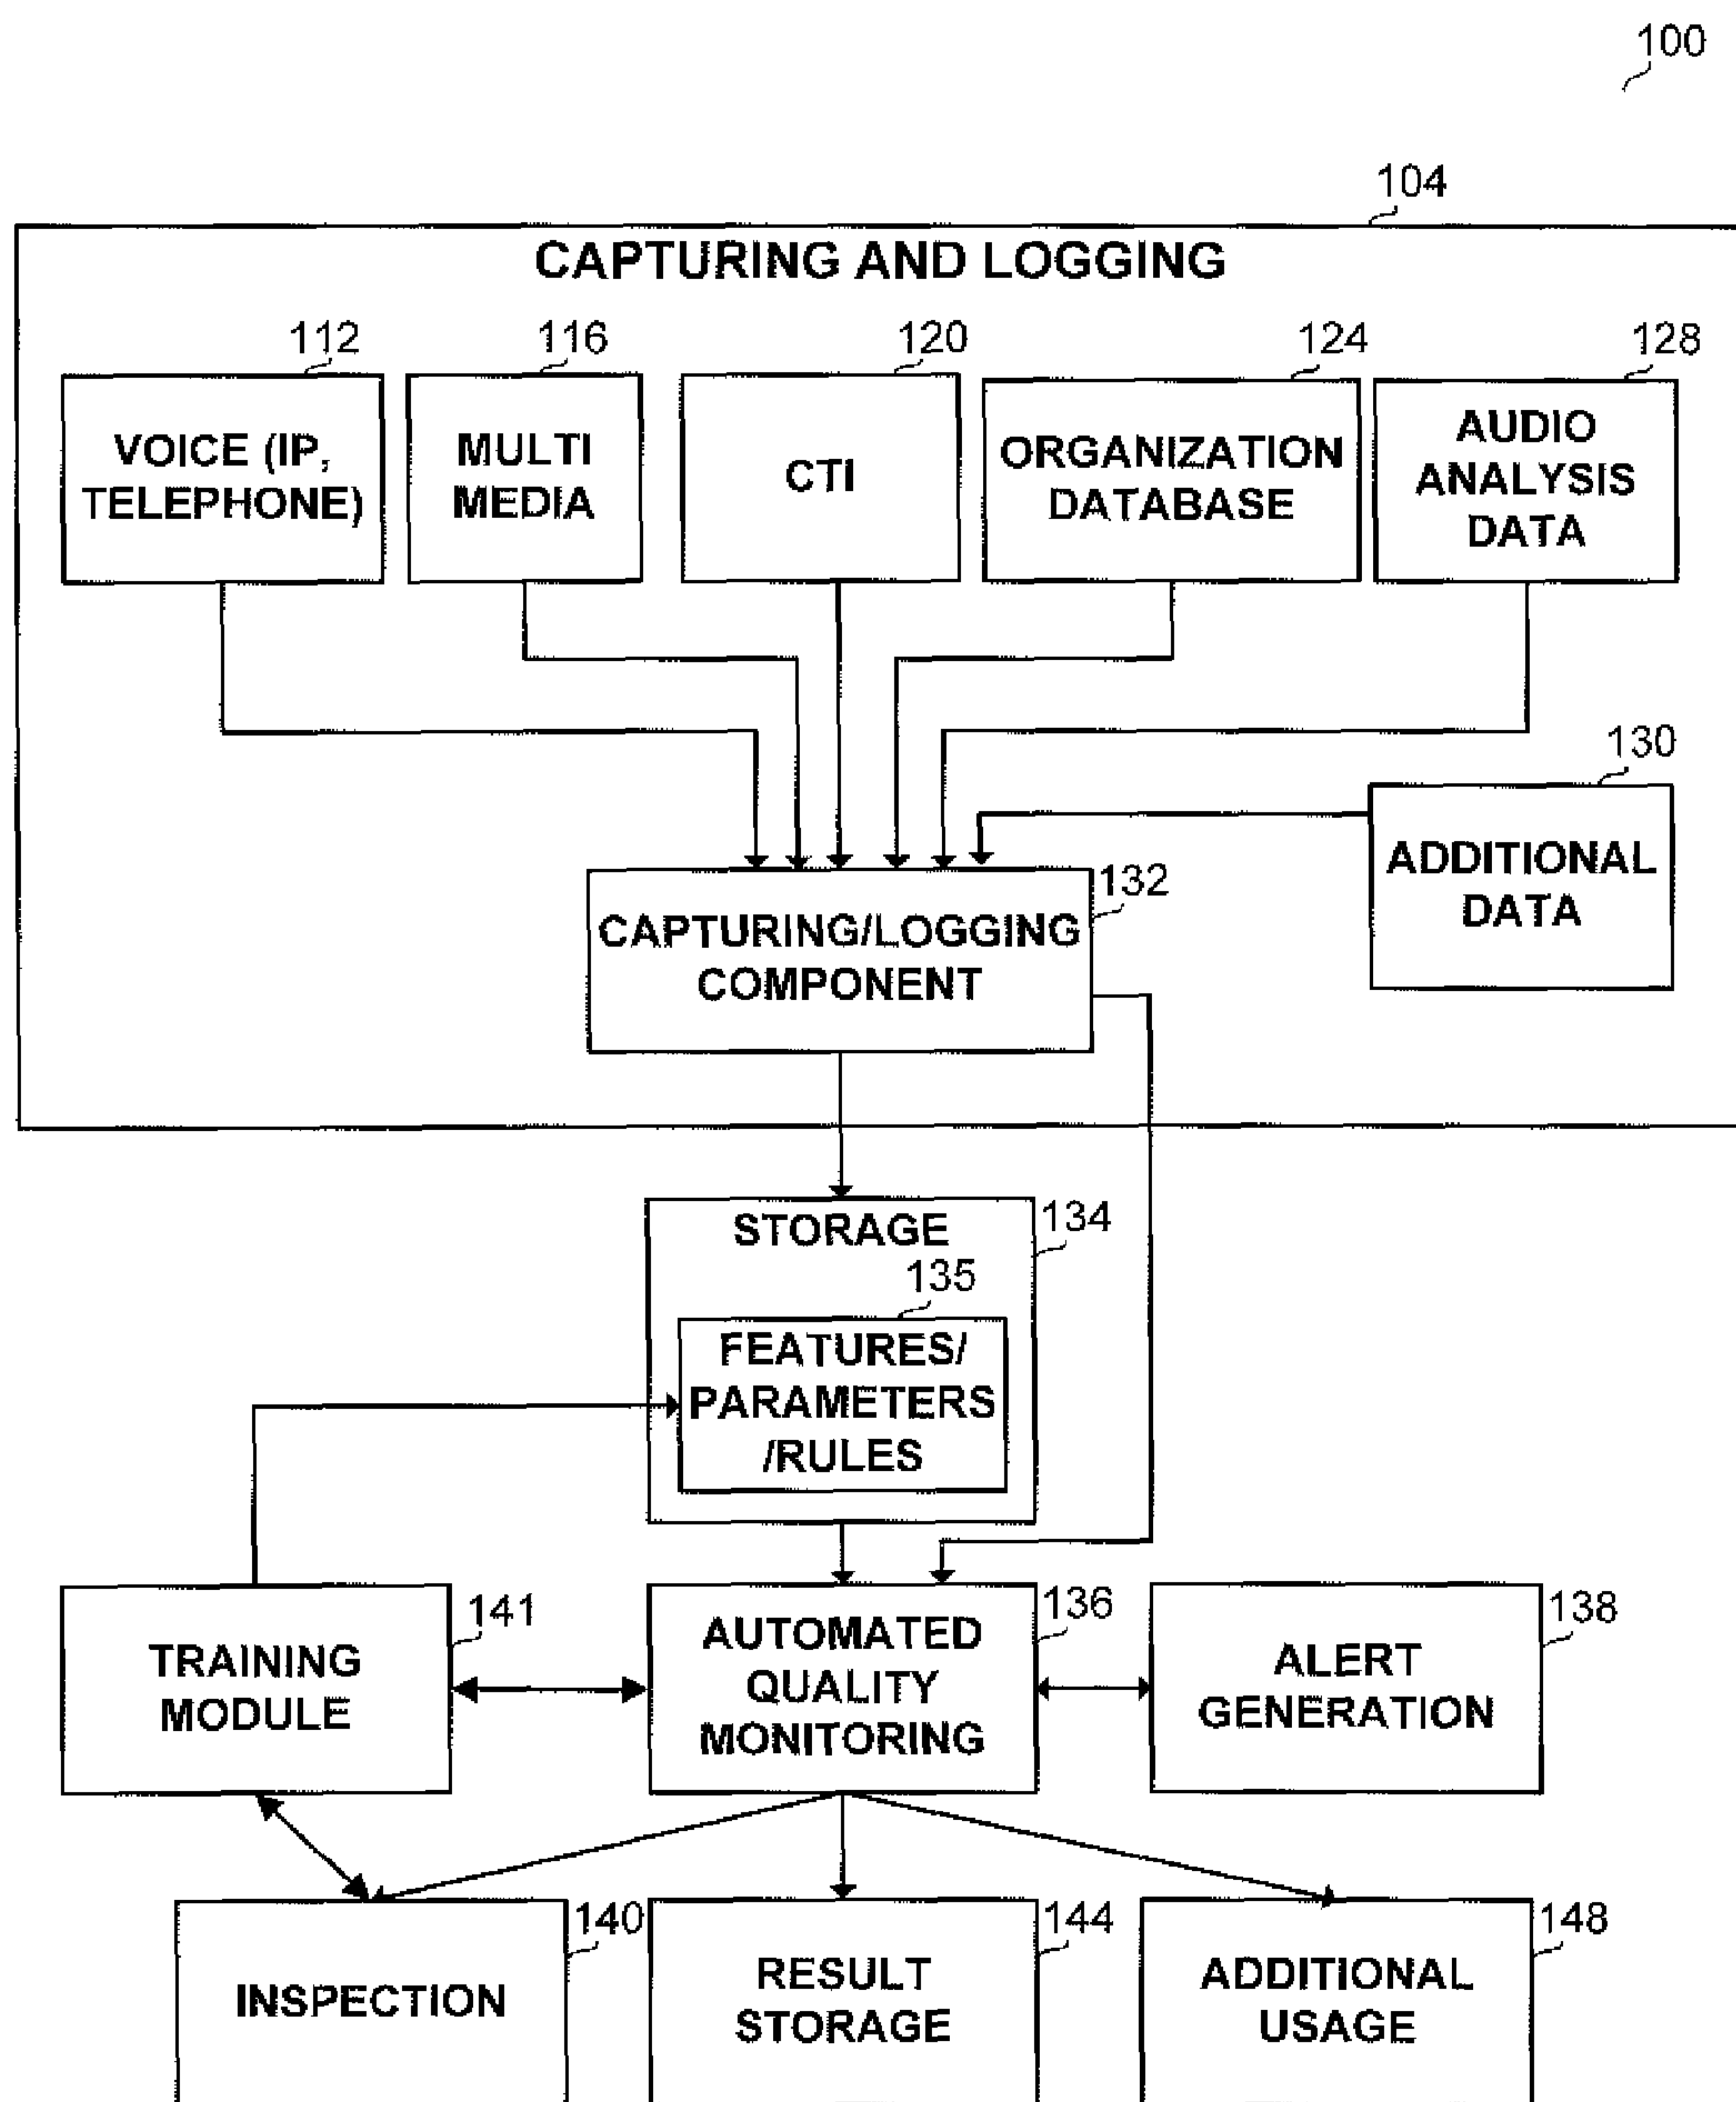 100
104
CAPTURING AND LOGGING
112
116
120
124
128
VOICE (IP,
TELEPHONE)
MULTI
MEDIA
CTI
ORGANIZATION
DATABASE
AUDIO
ANALYSIS
DATA
130
ADDITIONAL
DATA
132
CAPTURING/LOGGING
COMPONENT
134
STORAGE
135
FEATURES/
PARAMETERS
/RULES
141
TRAINING
MODULE
136
AUTOMATED
QUALITY
MONITORING
138
ALERT
GENERATION
140
INSPECTION
144
RESULT
STORAGE
148
ADDITIONAL
USAGE